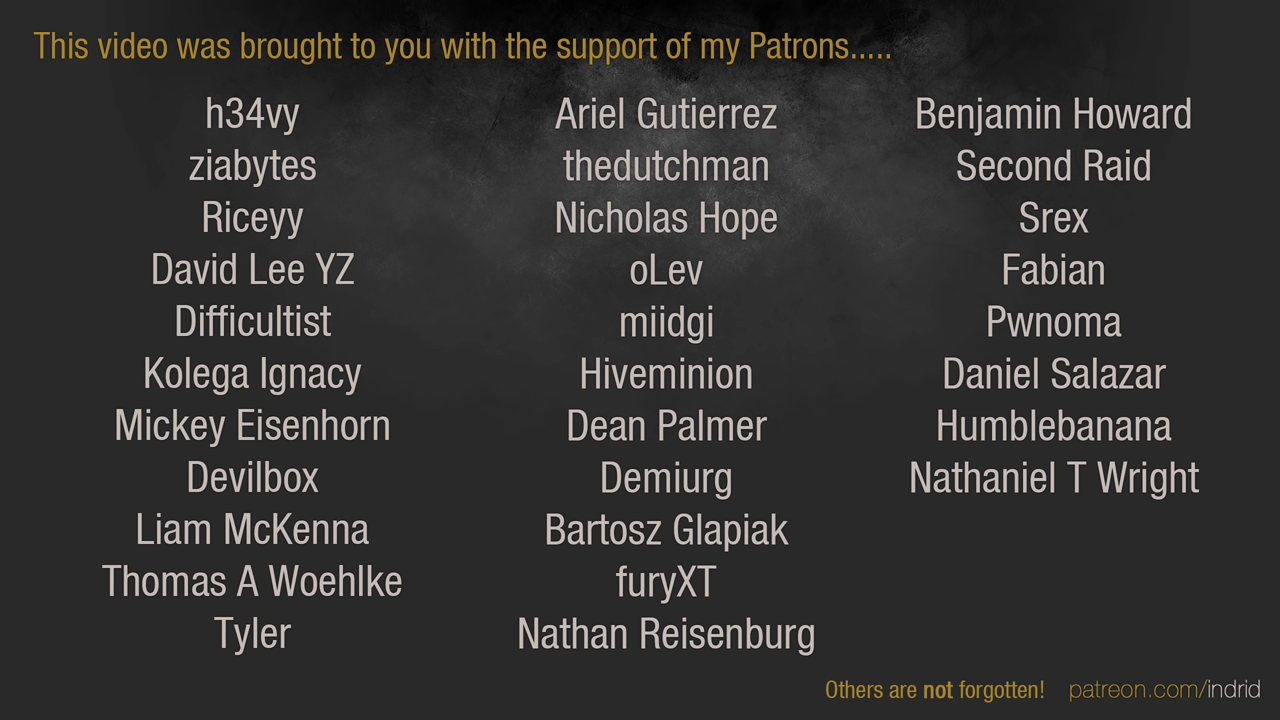 This video was brought to you with the support of my Patrons.....
h34vy
ziabytes
Riceyy
David Lee YZ
Difficultist
Kolega Ignacy
Mickey Eisenhorn
Devilbox
Liam McKenna
Thomas A Woehlke
Tyler
Ariel Gutierrez
thedutchman
Nicholas Hope
oLev
miidgi
Hiveminion
Dean Palmer
Demiurg
Bartosz Glapiak
furyXT
Nathan Reisenburg
Benjamin Howard
Second Raid
Srex
Fabian
Pwnoma
Daniel Salazar
Humblebanana
Nathaniel T Wright
Others are not forgotten! patreon.com/indrid